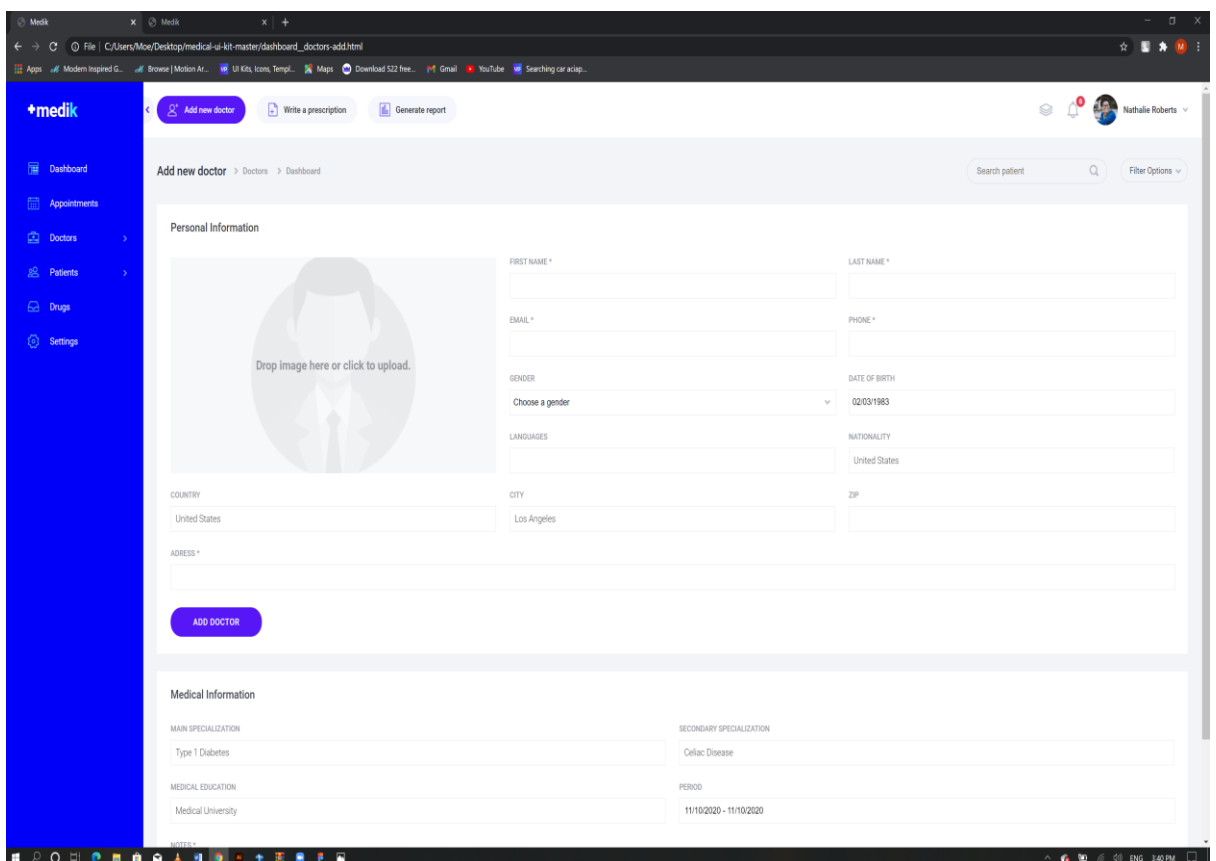 Medik
Medik
File | C:/Users/Moe/Desktop/medical-ui-kit-master/dashboard__doctors-add.html
M
Apps Modern Inspired G... Browse | Motion Ar... UI Kits, Icons, Templ... Maps Download 522 free... Gmail YouTube Searching car aciap...
+medik
Add new doctor Write a prescription Generate report
Nathalie Roberts
Dashboard
Appointments
Doctors
Patients
Drugs
Settings
Add new doctor > Doctors > Dashboard
Search patient
Filter Options
Personal Information
Drop image here or click to upload.
FIRST NAME *
LAST NAME *
EMAIL *
PHONE *
GENDER
DATE OF BIRTH
Choose a gender
02/03/1983
LANGUAGES
NATIONALITY
United States
COUNTRY
CITY
ZIP
United States
Los Angeles
ADRESS *
ADD DOCTOR
Medical Information
MAIN SPECIALIZATION
SECONDARY SPECIALIZATION
Type 1 Diabetes
Celiac Disease
MEDICAL EDUCATION
PERIOD
Medical University
11/10/2020 - 11/10/2020
NOTES *
ENG 3:40 PM